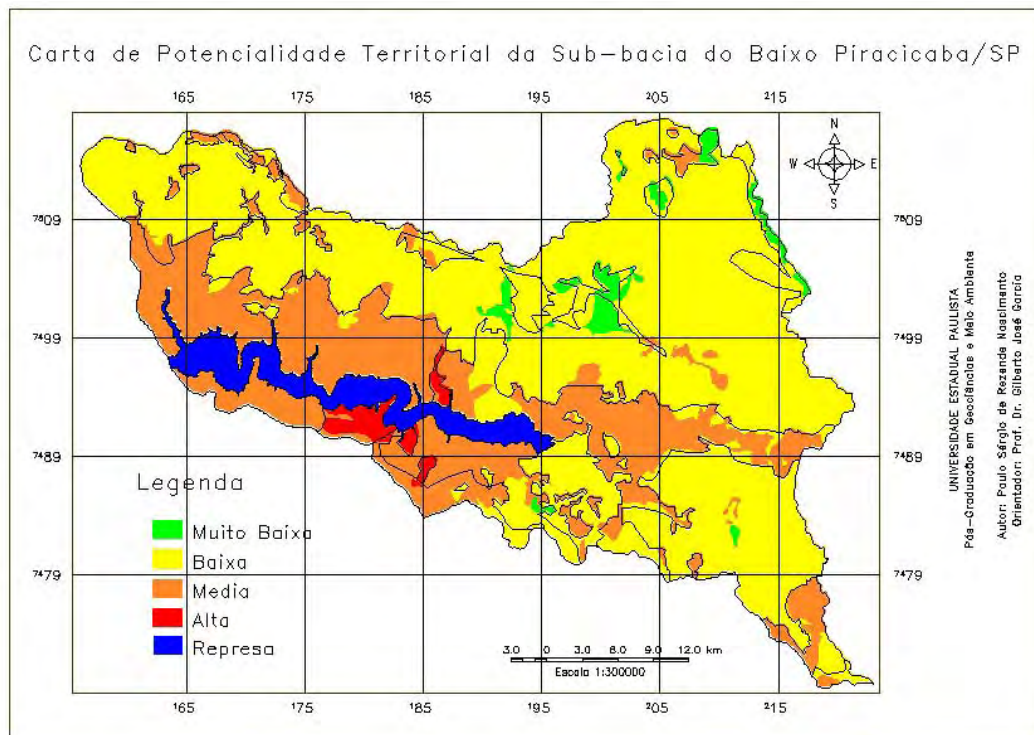 Carta de Potencialidade Territorial da Sub-bacia do Baixo Piracicaba/SP
165 175 185 195 205 215
N
W E
S
7509 7509
7499 7499
7489 7489
7479 7479
Legenda
Muito Baixa
Baixa
Media
Alta
Represa
3.0 0 3.0 6.0 9.0 12.0 km
Escala 1:300000
165 175 185 195 205 215
UNIVERSIDADE ESTADUAL PAULISTA
Pós-Graduação em Geociências e Meio Ambiente
Autor: Paulo Sérgio de Rezende Nascimento
Orientador: Prof. Dr. Gilberto José Garcia